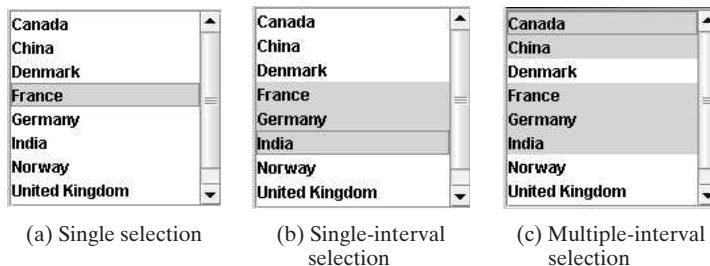 Canada
China
Denmark
France
Germany
India
Norway
United Kingdom
(a) Single selection
Canada
China
Denmark
France
Germany
India
Norway
United Kingdom
(b) Single-interval
selection
Canada
China
Denmark
France
Germany
India
Norway
United Kingdom
(c) Multiple-interval
selection